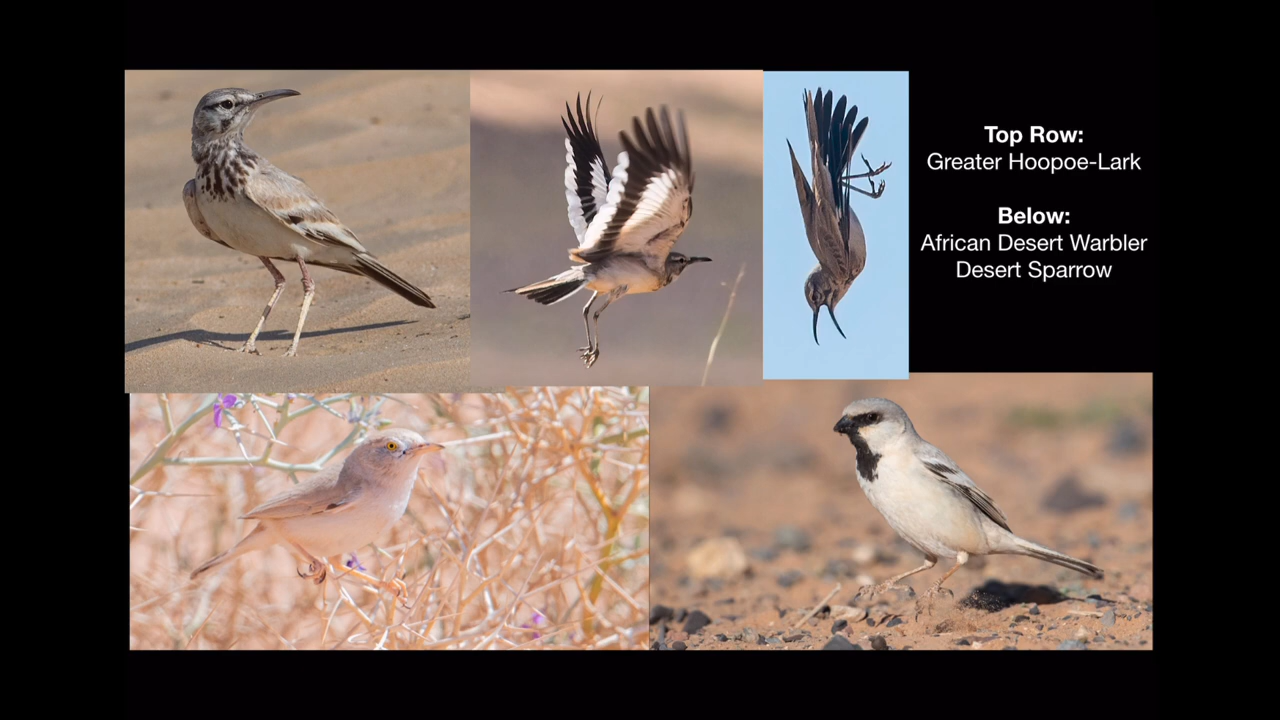 Top Row:
Greater Hoopoe-Lark
Below:
African Desert Warbler
Desert Sparrow